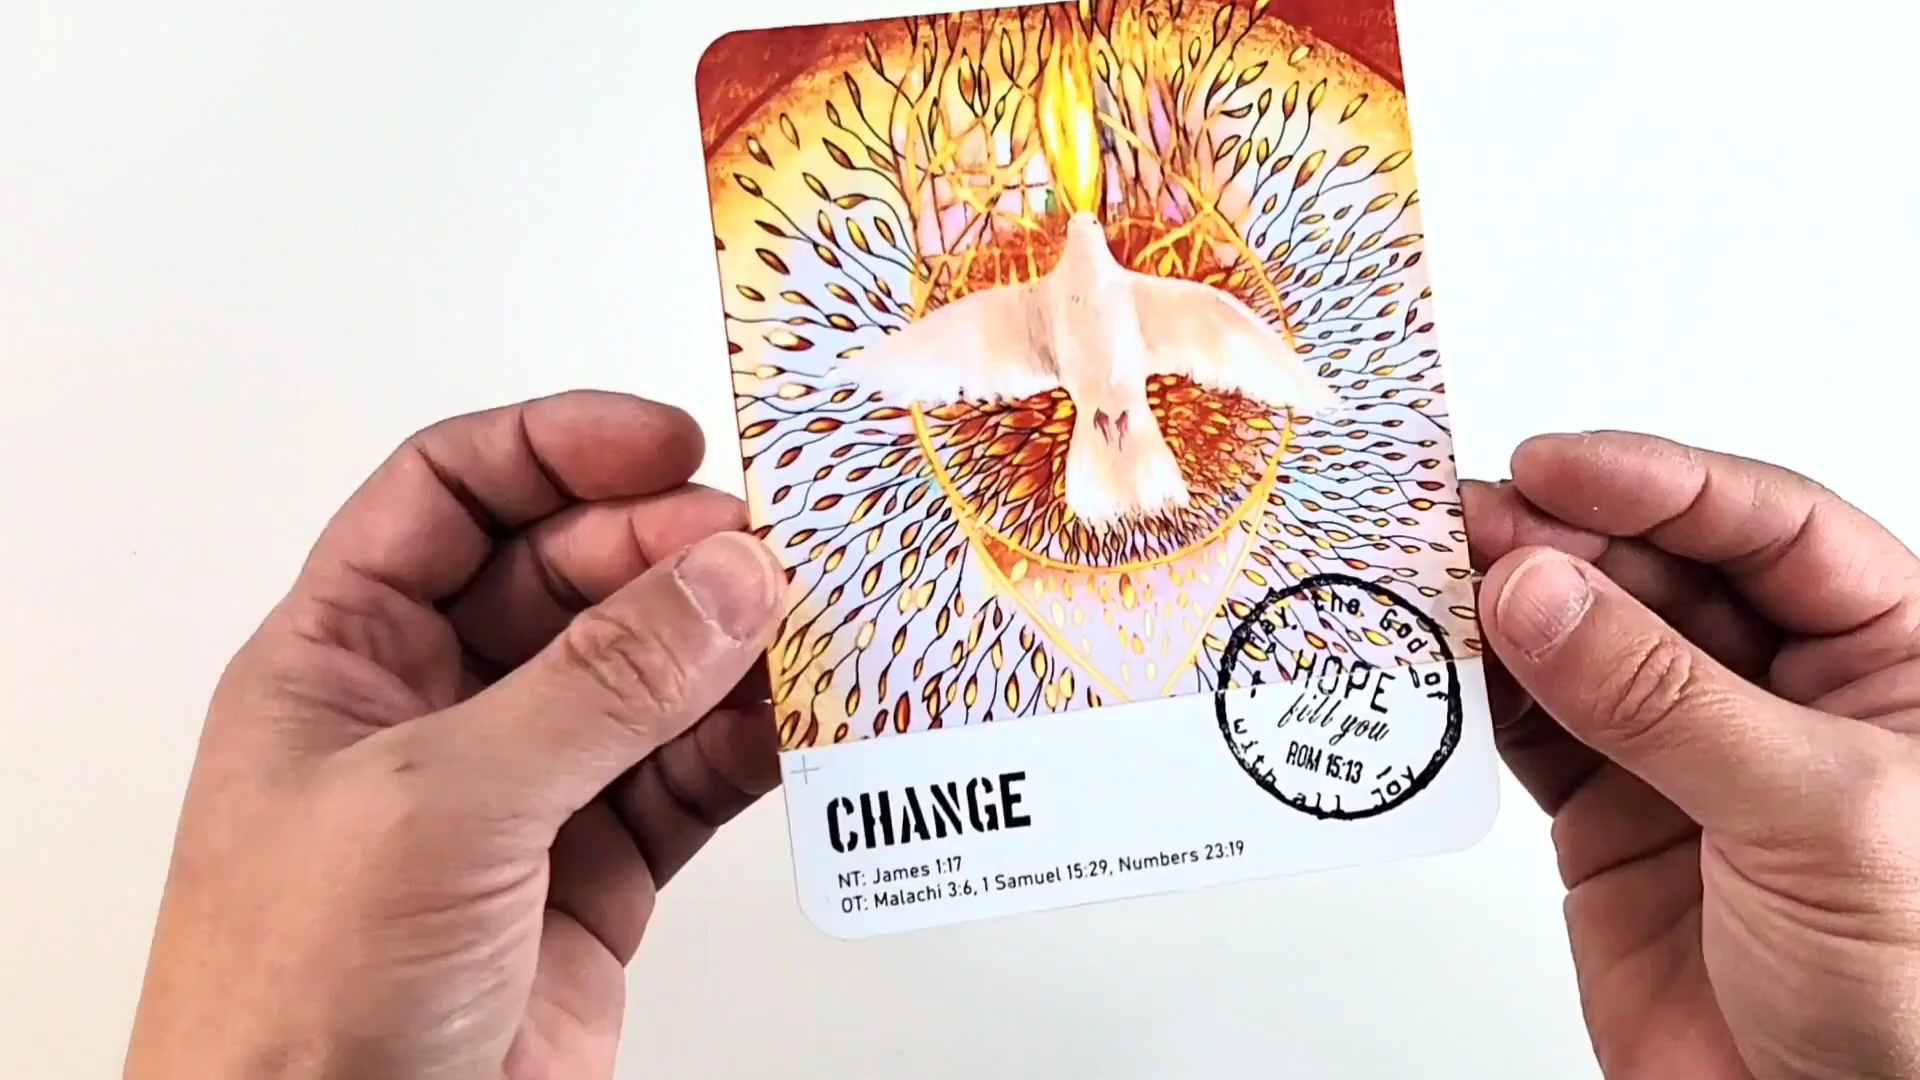 May the God of
HOPE
fill you
ROM 15:13
with all joy
CHANGE
NT: James 1:17
OT: Malachi 3:6, 1 Samuel 15:29, Numbers 23:19